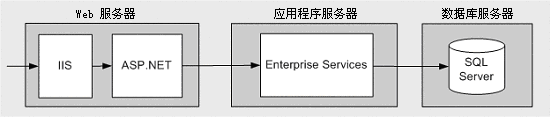 Web 服务器
应用程序服务器
数据库服务器
IIS
ASP.NET
Enterprise Services
SQL
Server